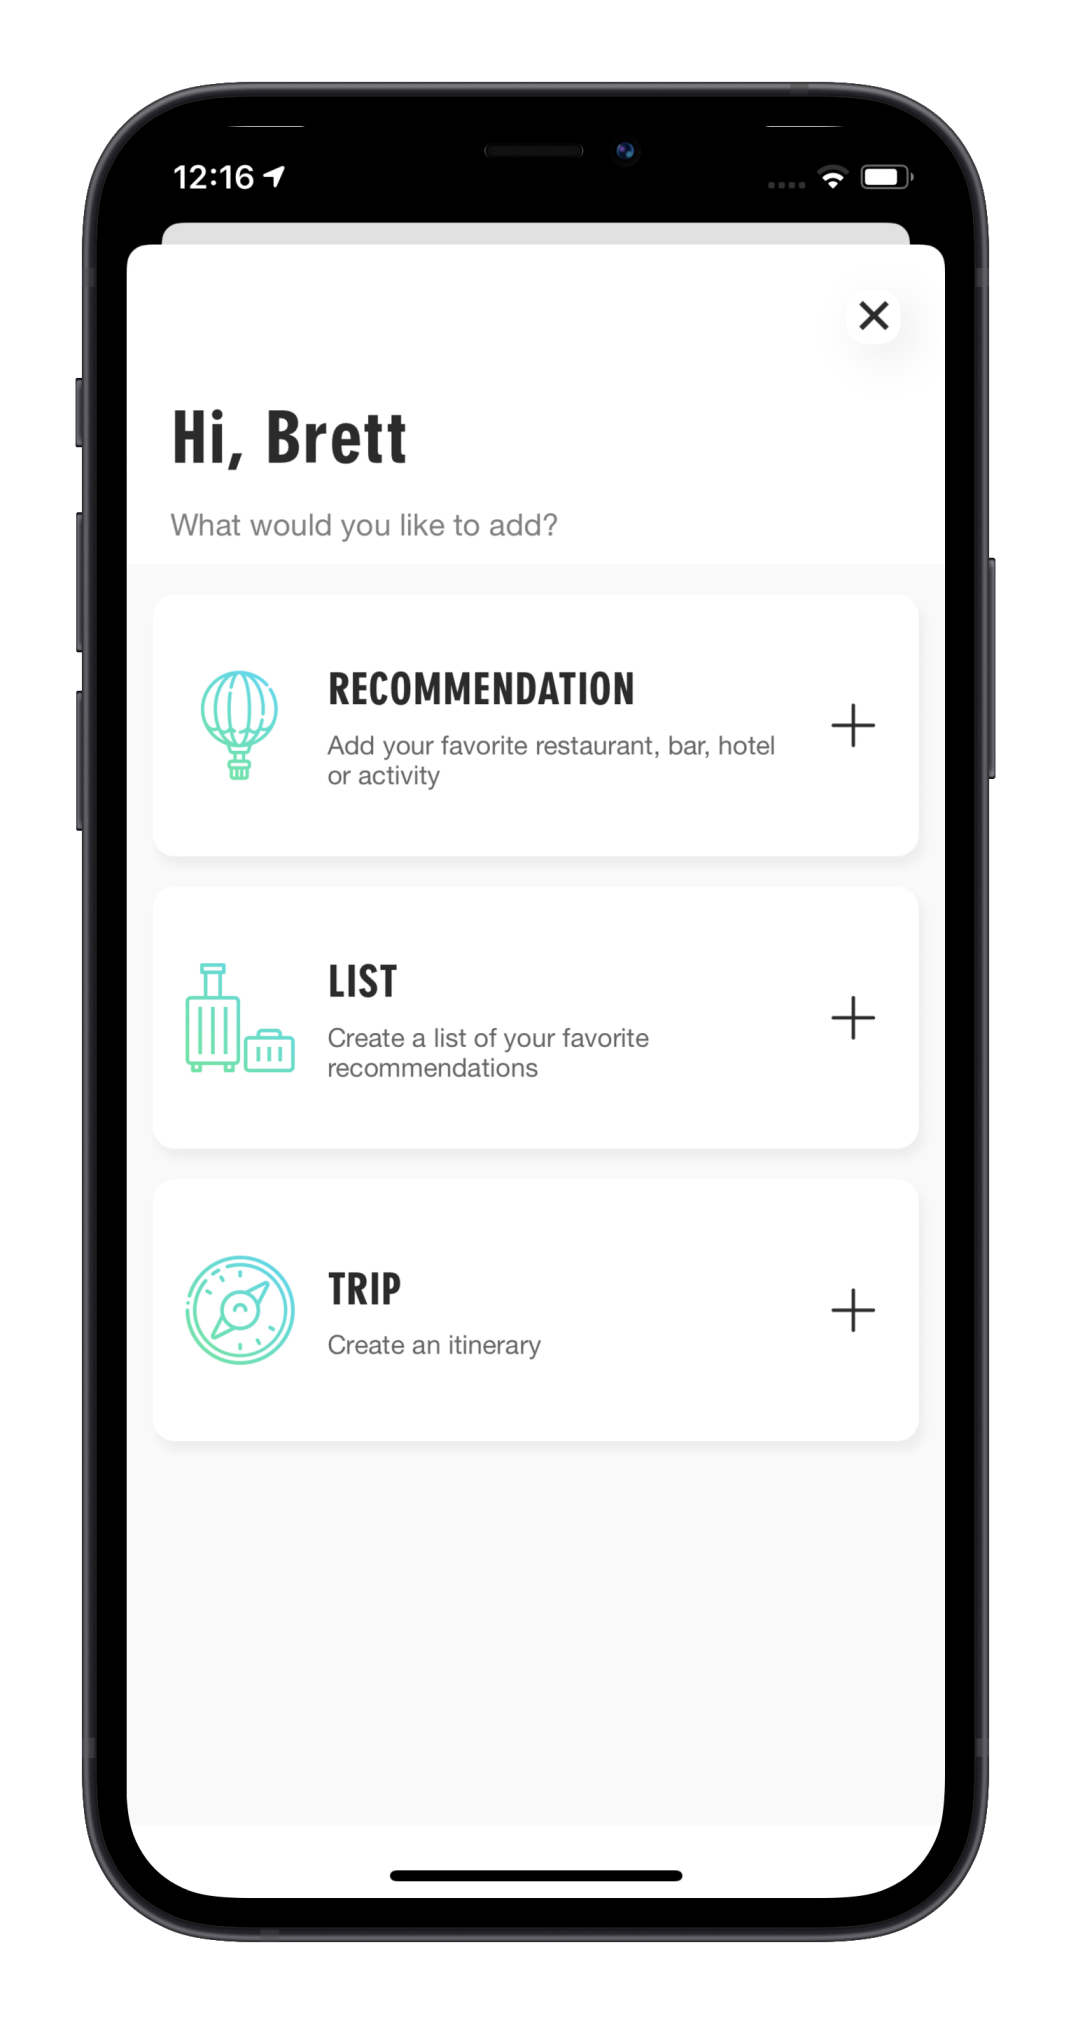 12:16
Hi, Brett
What would you like to add?
RECOMMENDATION
Add your favorite restaurant, bar, hotel
or activity
LIST
Create a list of your favorite
recommendations
TRIP
Create an itinerary